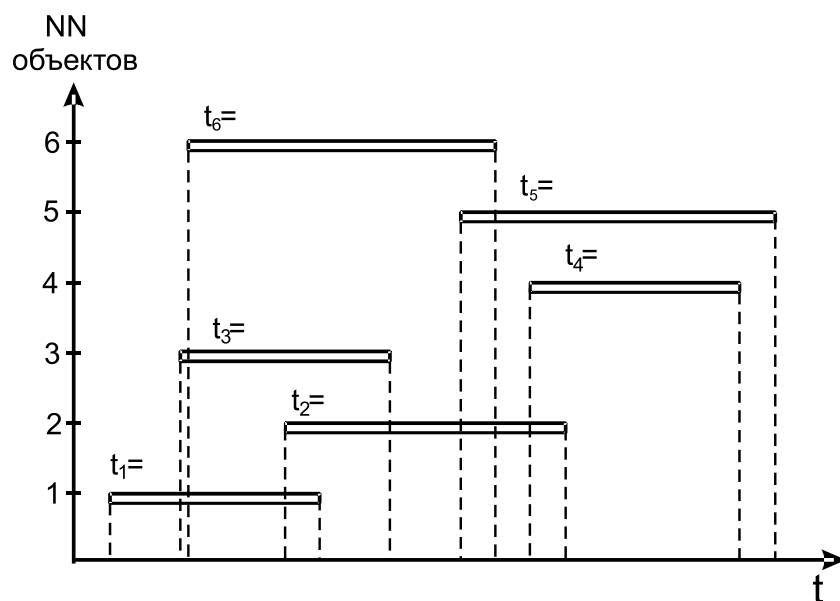 NN
объектов
6
t₆=
5
t₅=
4
t₄=
3
t₃=
2
t₂=
1
t₁=
t